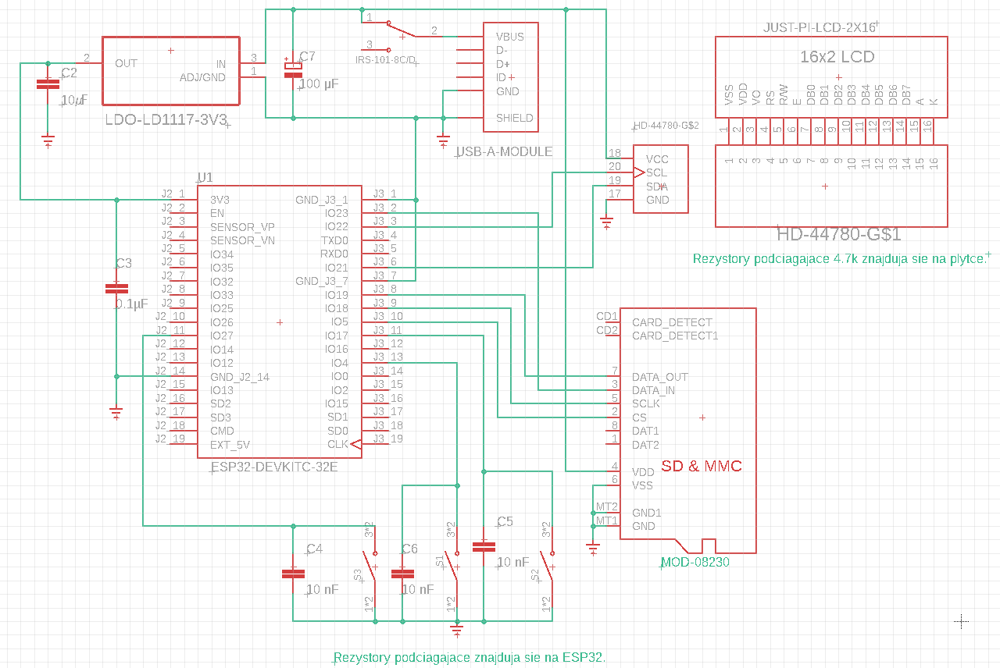 JUST-PI-LCD-2X16
16x2 LCD
VSS VDD VO RS R/W E DB0 DB1 DB2 DB3 DB4 DB5 DB6 DB7 A K
1 2 3 4 5 6 7 8 9 10 11 12 13 14 15 16
1 2 3 4 5 6 7 8 9 10 11 12 13 14 15 16
HD-44780-G$1
Rezystory podciagajace 4.7k znajduja sie na plytce.
2 OUT IN 3
ADJ/GND 1
LDO-LD1117-3V3
C2
10µF
C7
100 µF
1
2
3
IRS-101-8C/D
VBUS
D-
D+
ID
GND
SHIELD
USB-A-MODULE
HD-44780-G$2
18 VCC
20 SCL
19 SDA
17 GND
U1
J2 1 3V3 GND_J3_1 J3 1
J2 2 EN IO23 J3 2
J2 3 SENSOR_VP IO22 J3 3
J2 4 SENSOR_VN TXD0 J3 4
J2 5 IO34 RXD0 J3 5
J2 6 IO35 IO21 J3 6
J2 7 IO32 GND_J3_7 J3 7
J2 8 IO33 IO19 J3 8
J2 9 IO25 IO18 J3 9
J2 10 IO26 IO5 J3 10
J2 11 IO27 IO17 J3 11
J2 12 IO14 IO16 J3 12
J2 13 IO12 IO4 J3 13
J2 14 GND_J2_14 IO0 J3 14
J2 15 IO13 IO2 J3 15
J2 16 SD2 IO15 J3 16
J2 17 SD3 SD1 J3 17
J2 18 CMD SD0 J3 18
J2 19 EXT_5V CLK J3 19
ESP32-DEVKITC-32E
C3
0.1µF
CD1 CARD_DETECT
CD2 CARD_DETECT1
7 DATA_OUT
3 DATA_IN
5 SCLK
2 CS
8 DAT1
1 DAT2
4 VDD
6 VSS
MT2 GND1
MT1 GND
SD & MMC
MOD-08230
C4
10 nF
3*2
S3
1*2
C6
10 nF
3*2
S1
1*2
C5
10 nF
3*2
S2
1*2
Rezystory podciagajace znajduja sie na ESP32.